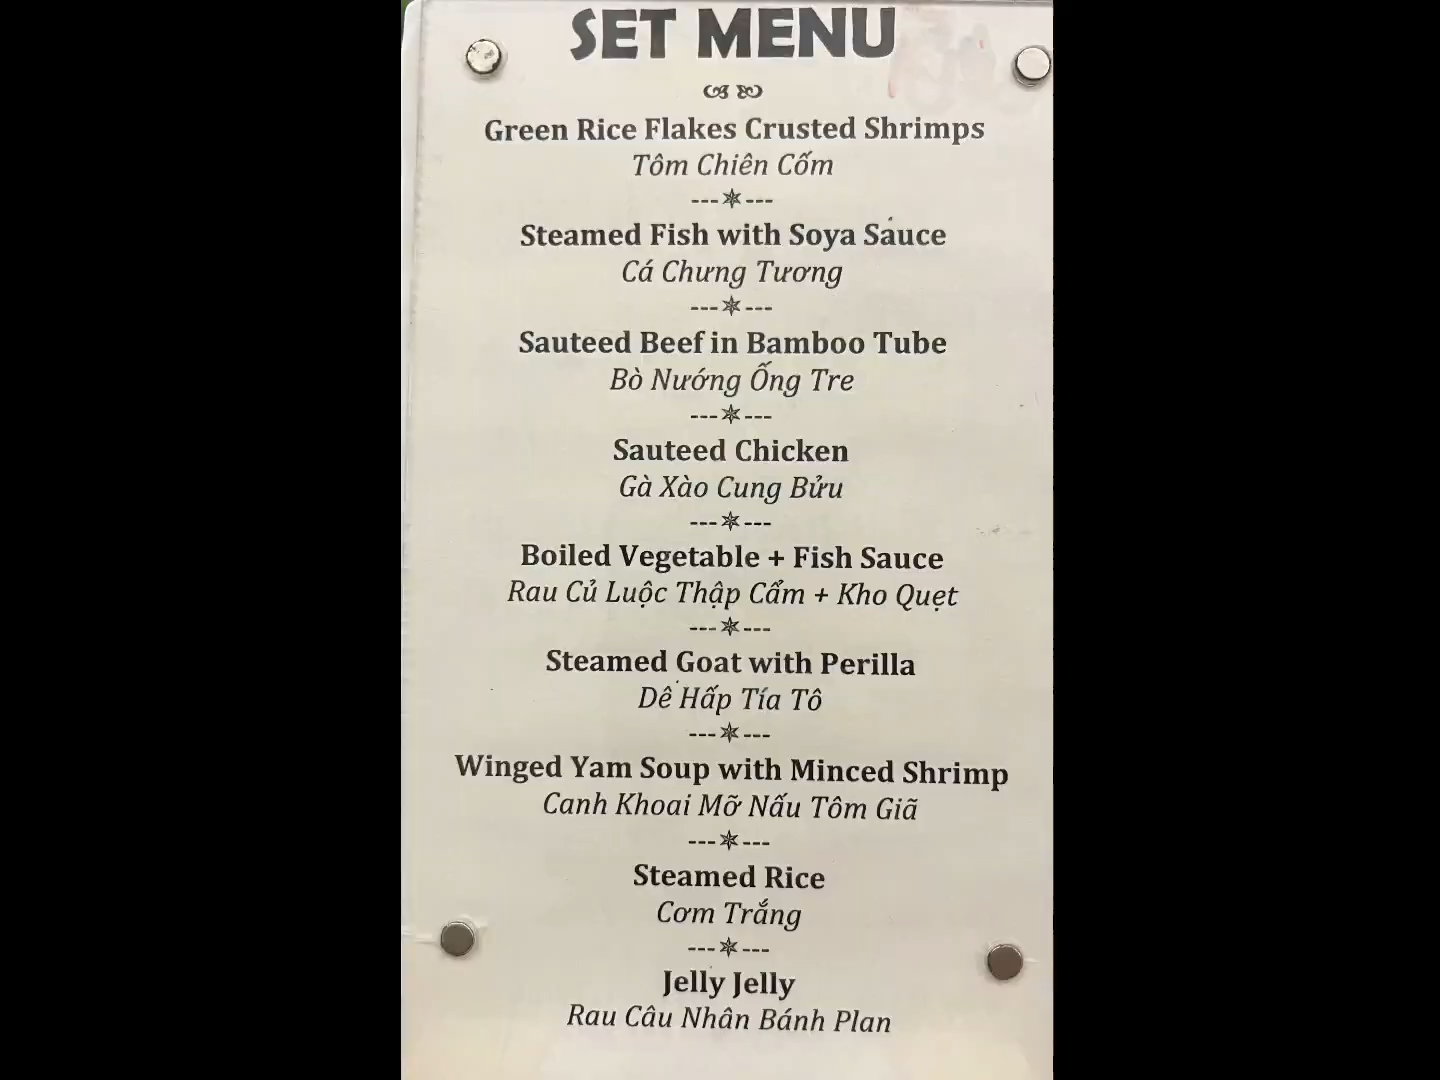 SET MENU
Green Rice Flakes Crusted Shrimps
Tôm Chiên Cốm
---✵---
Steamed Fish with Soya Sauce
Cá Chưng Tương
---✵---
Sauteed Beef in Bamboo Tube
Bò Nướng Ống Tre
---✵---
Sauteed Chicken
Gà Xào Cung Bửu
---✵---
Boiled Vegetable + Fish Sauce
Rau Củ Luộc Thập Cẩm + Kho Quẹt
---✵---
Steamed Goat with Perilla
Dê Hấp Tía Tô
---✵---
Winged Yam Soup with Minced Shrimp
Canh Khoai Mỡ Nấu Tôm Giã
---✵---
Steamed Rice
Cơm Trắng
---✵---
Jelly Jelly
Rau Câu Nhân Bánh Plan